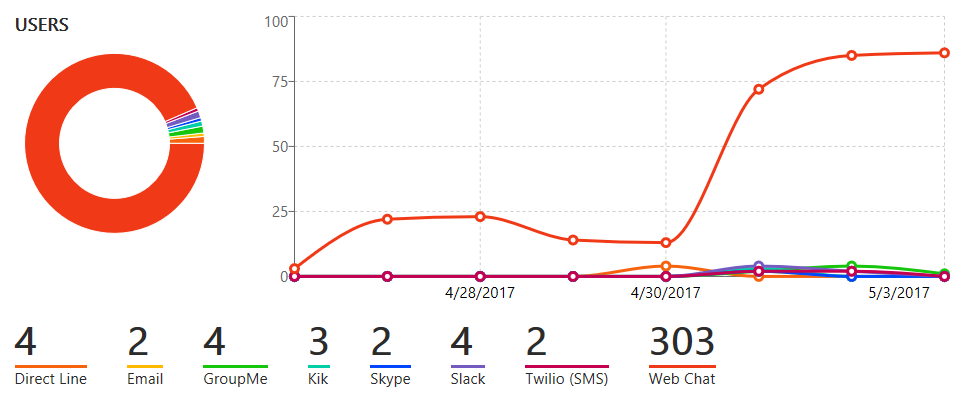 USERS
100
75
50
25
0
4/28/2017 4/30/2017 5/3/2017
4 2 4 3 2 4 2 303
Direct Line Email GroupMe Kik Skype Slack Twilio (SMS) Web Chat